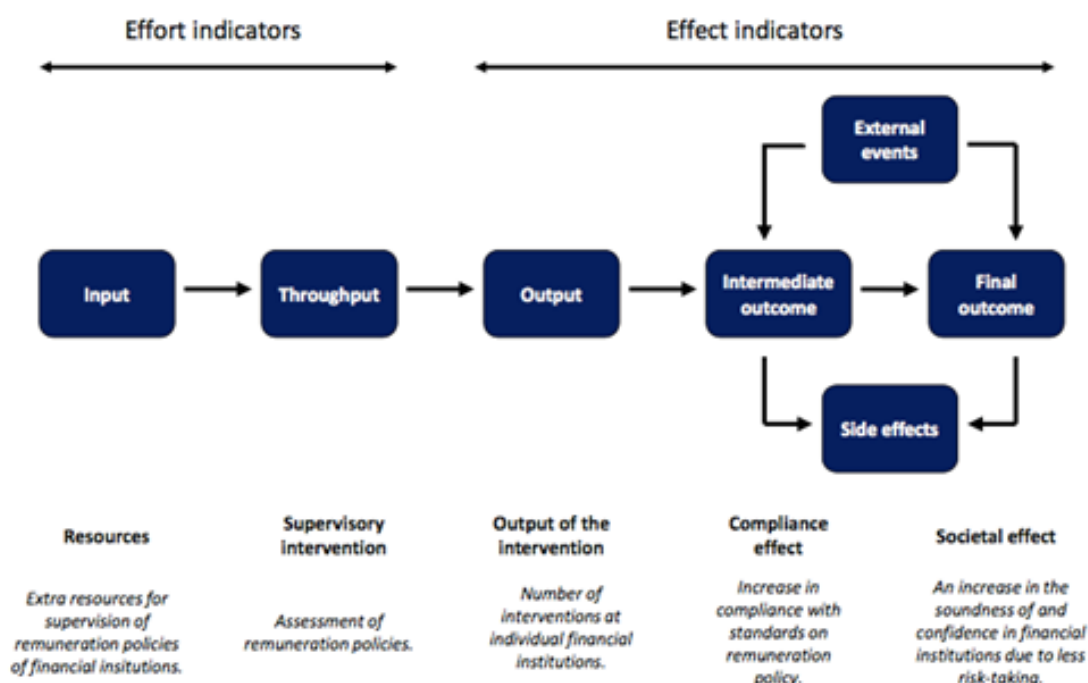 Effort indicators
Effect indicators
External
events
Input
Throughput
Output
Intermediate
outcome
Final
outcome
Side effects
Resources
Supervisory
intervention
Output of the
intervention
Compliance
effect
Societal effect
Extra resources for
supervision of
remuneration policies
of financial insitutions.
Assessment of
remuneration policies.
Number of
interventions at
individual financial
institutions.
Increase in
compliance with
standards on
remuneration
policy.
An increase in the
soundness of and
confidence in financial
institutions due to less
risk-taking.